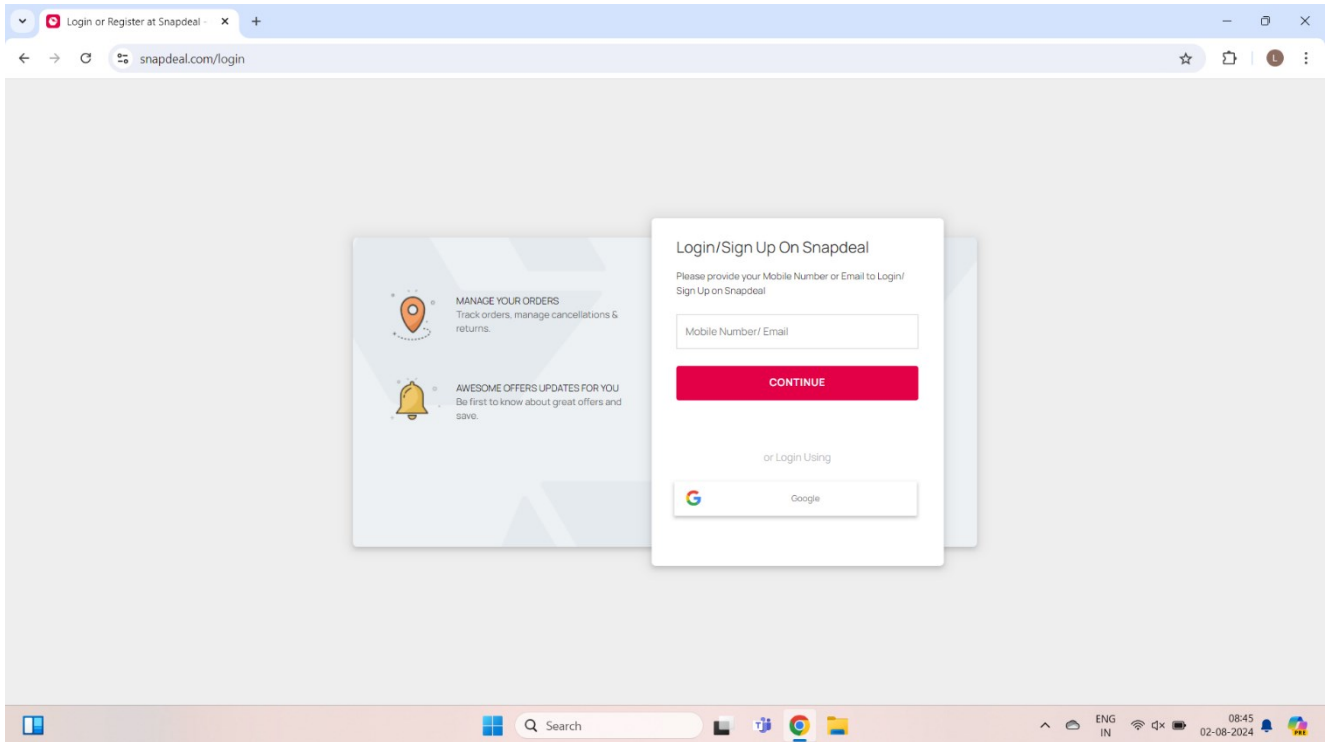 Login or Register at Snapdeal -
snapdeal.com/login
L
MANAGE YOUR ORDERS
Track orders, manage cancellations &
returns.
AWESOME OFFERS UPDATES FOR YOU
Be first to know about great offers and
save.
Login/Sign Up On Snapdeal
Please provide your Mobile Number or Email to Login/
Sign Up on Snapdeal
Mobile Number/ Email
CONTINUE
or Login Using
G Google
Search
ENG
IN
08:45
02-08-2024
PRE